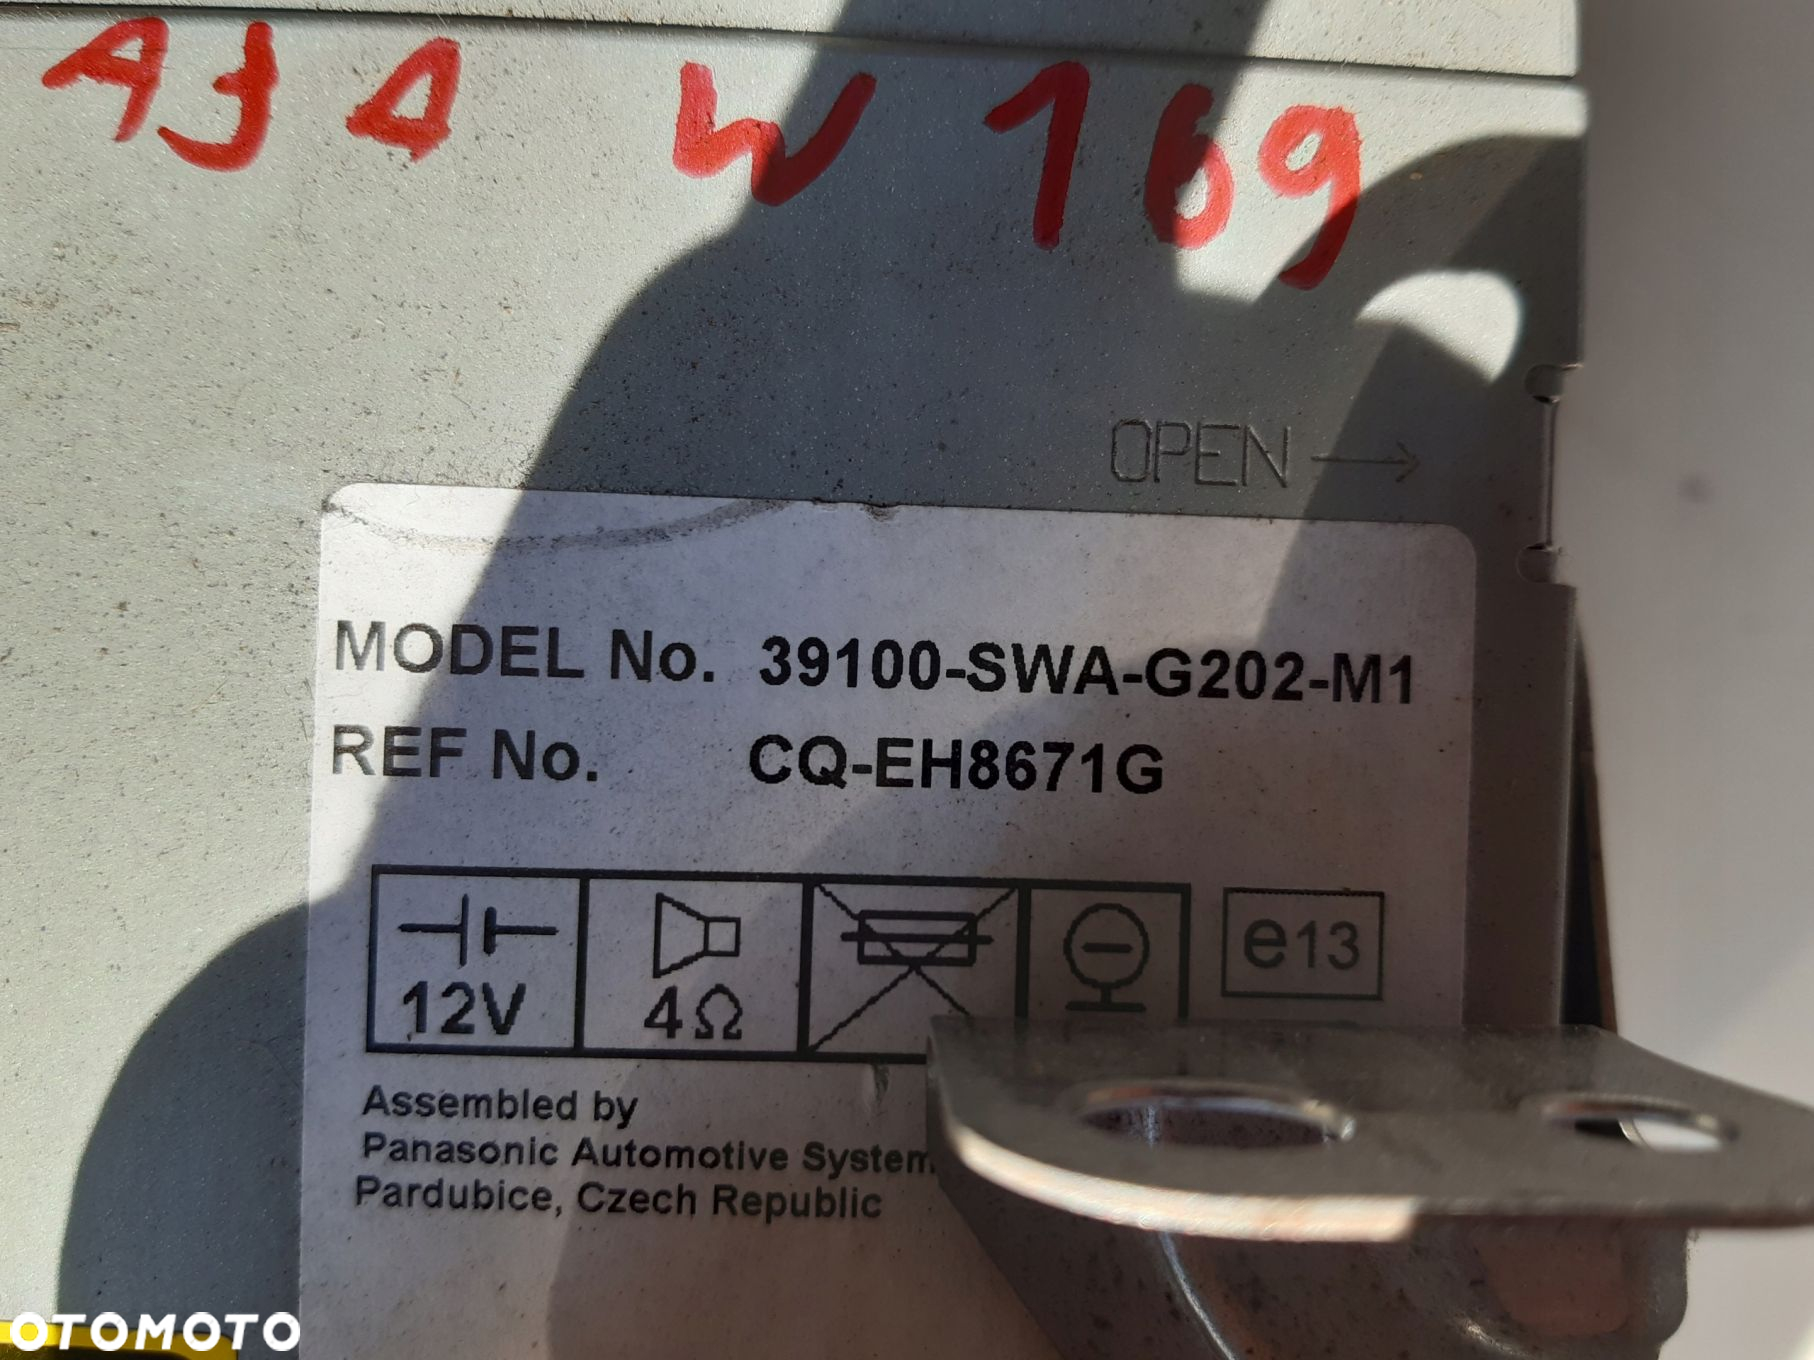 W 169
OPEN
MODEL No. 39100-SWA-G202-M1
REF No. CQ-EH8671G
12V 4Ω e13
Assembled by
Panasonic Automotive System
Pardubice, Czech Republic
OTOMOTO